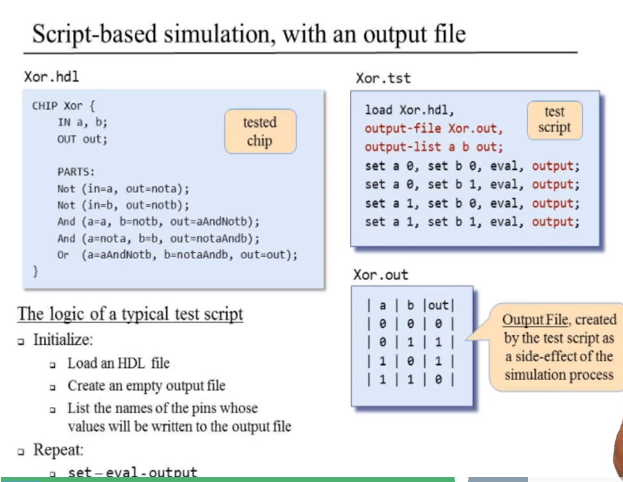 Script-based simulation, with an output file
Xor.hdl
CHIP Xor {
IN a, b;
OUT out;
PARTS:
Not (in=a, out=nota);
Not (in=b, out=notb);
And (a=a, b=notb, out=aAndNotb);
And (a=nota, b=b, out=notaAndb);
Or (a=aAndNotb, b=notaAndb, out=out);
}
tested
chip
Xor.tst
load Xor.hdl,
output-file Xor.out,
output-list a b out;
set a 0, set b 0, eval, output;
set a 0, set b 1, eval, output;
set a 1, set b 0, eval, output;
set a 1, set b 1, eval, output;
test
script
The logic of a typical test script
Initialize:
Load an HDL file
Create an empty output file
List the names of the pins whose
values will be written to the output file
Repeat:
set – eval - output
Xor.out
| a | b |out|
| 0 | 0 | 0 |
| 0 | 1 | 1 |
| 1 | 0 | 1 |
| 1 | 1 | 0 |
Output File, created
by the test script as
a side-effect of the
simulation process